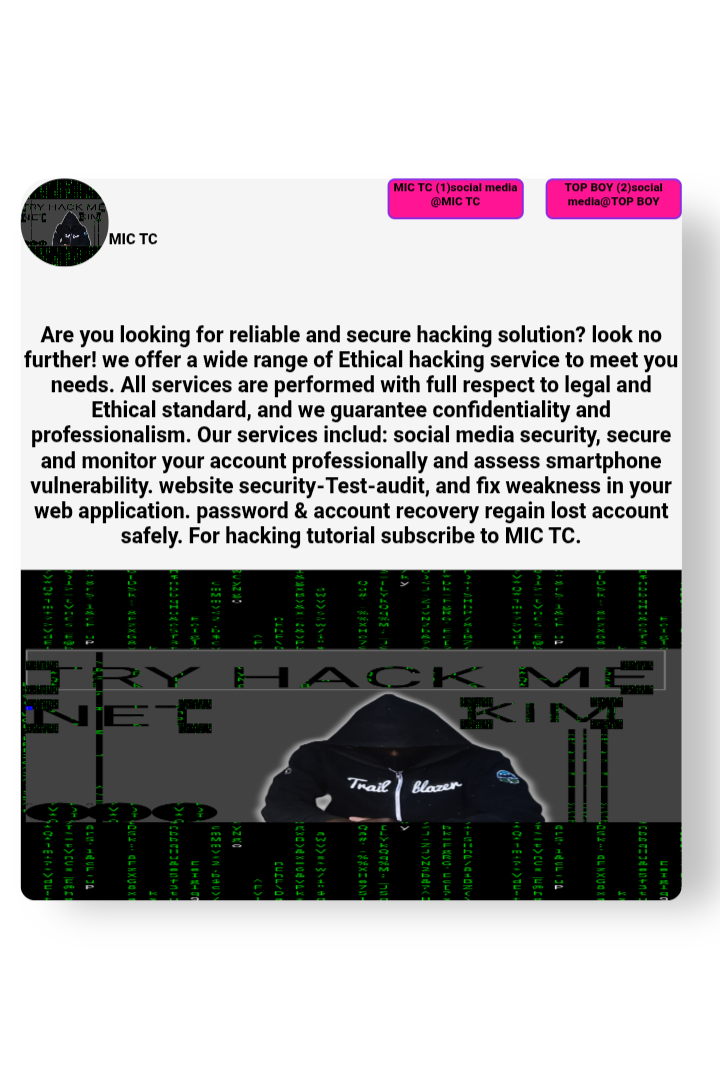 MIC TC (1)social media
@MIC TC
TOP BOY (2)social
media@TOP BOY
TRY HACK ME
NET KIM
MIC TC
Are you looking for reliable and secure hacking solution? look no
further! we offer a wide range of Ethical hacking service to meet you
needs. All services are performed with full respect to legal and
Ethical standard, and we guarantee confidentiality and
professionalism. Our services includ: social media security, secure
and monitor your account professionally and assess smartphone
vulnerability. website security-Test-audit, and fix weakness in your
web application. password & account recovery regain lost account
safely. For hacking tutorial subscribe to MIC TC.
TRY HACK ME
NET KIM
Trail blazer